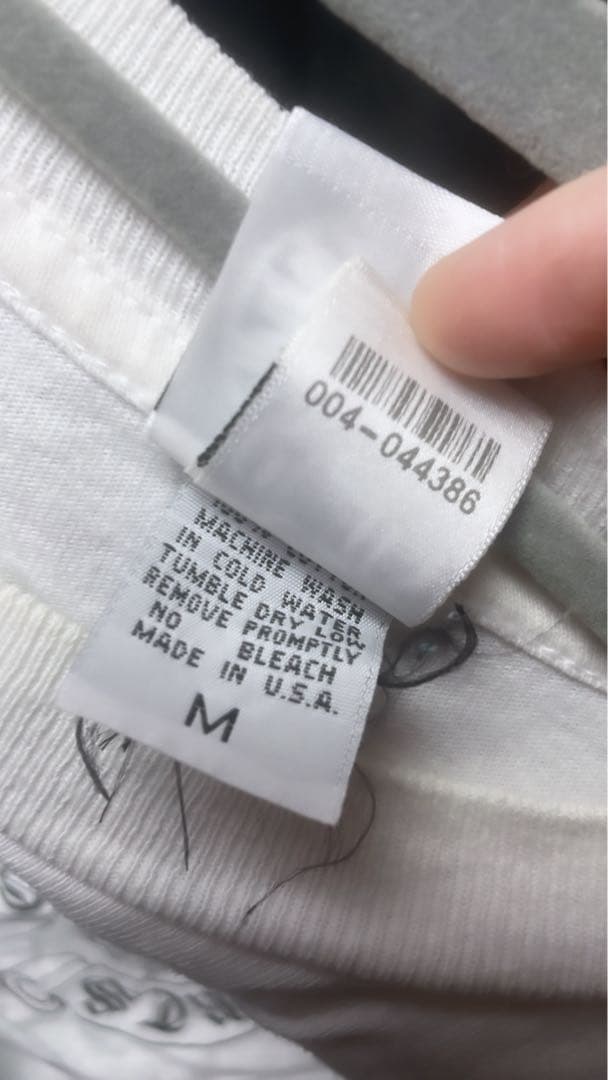 004-044386
MACHINE WASH
IN COLD WATER
TUMBLE DRY LOW
REMOVE PROMPTLY
NO BLEACH
MADE IN U.S.A.
M